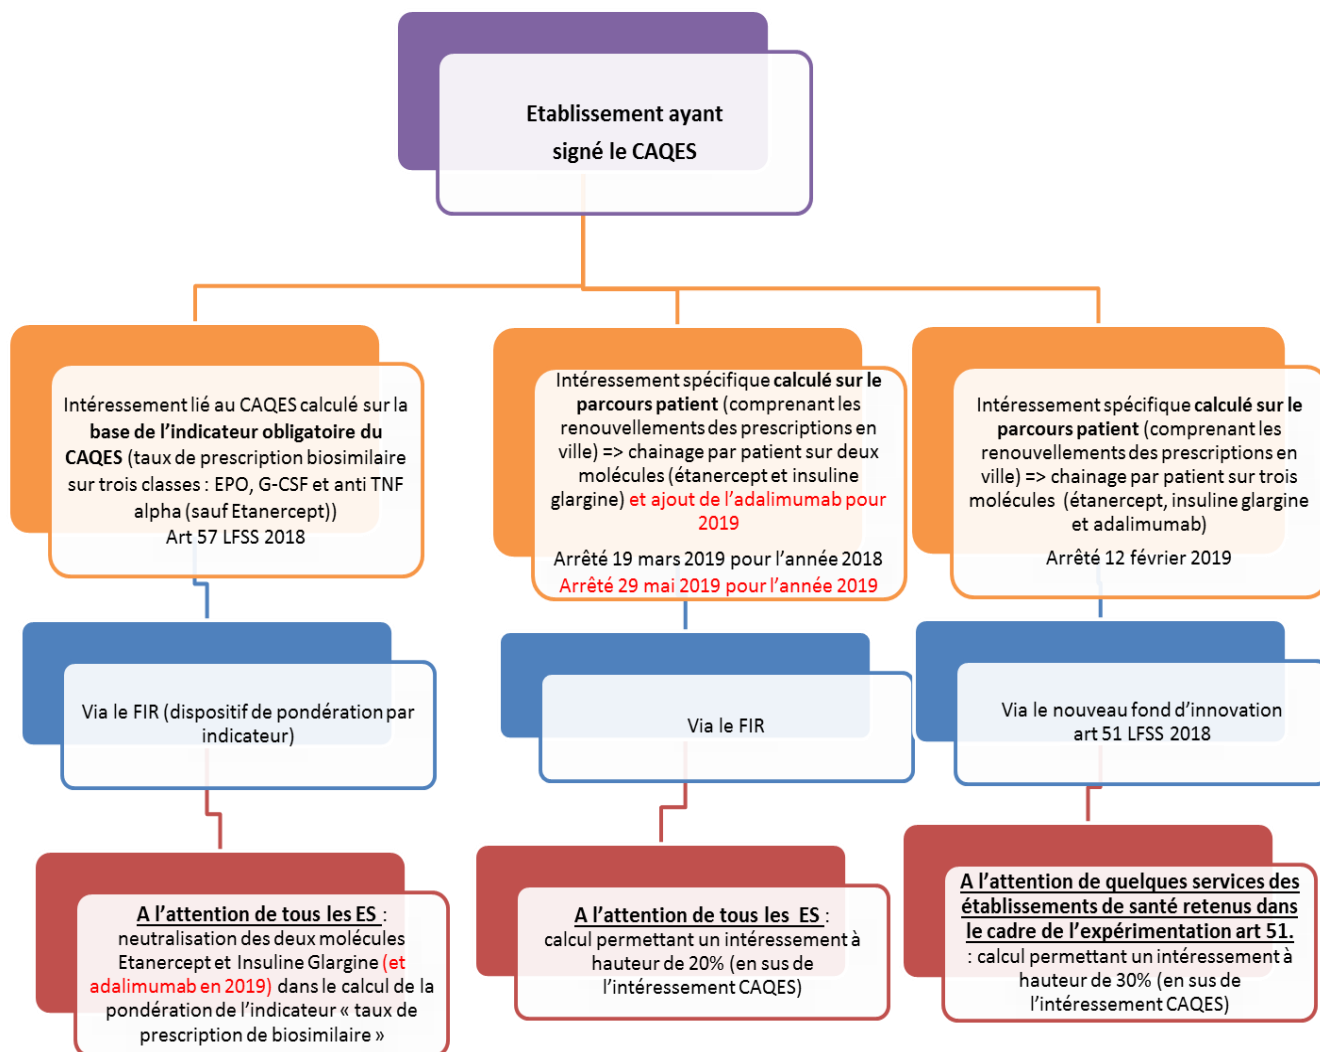 Etablissement ayant
signé le CAQES
Intéressement lié au CAQES calculé sur la
base de l’indicateur obligatoire du
CAQES (taux de prescription biosimilaire
sur trois classes : EPO, G-CSF et anti TNF
alpha (sauf Etanercept))
Art 57 LFSS 2018
Intéressement spécifique calculé sur le
parcours patient (comprenant les
renouvellements des prescriptions en
ville) => chainage par patient sur deux
molécules (étanercept et insuline
glargine) et ajout de l’adalimumab pour
2019
Arrêté 19 mars 2019 pour l’année 2018
Arrêté 29 mai 2019 pour l’année 2019
Intéressement spécifique calculé sur le
parcours patient (comprenant les
renouvellements des prescriptions en
ville) => chainage par patient sur trois
molécules (étanercept, insuline glargine
et adalimumab)
Arrêté 12 février 2019
Via le FIR (dispositif de pondération par
indicateur)
Via le FIR
Via le nouveau fond d’innovation
art 51 LFSS 2018
A l’attention de tous les ES :
neutralisation des deux molécules
Etanercept et Insuline Glargine (et
adalimumab en 2019) dans le calcul de la
pondération de l’indicateur « taux de
prescription de biosimilaire »
A l’attention de tous les ES :
calcul permettant un intéressement à
hauteur de 20% (en sus de
l’intéressement CAQES)
A l’attention de quelques services des
établissements de santé retenus dans
le cadre de l’expérimentation art 51.
: calcul permettant un intéressement à
hauteur de 30% (en sus de
l’intéressement CAQES)